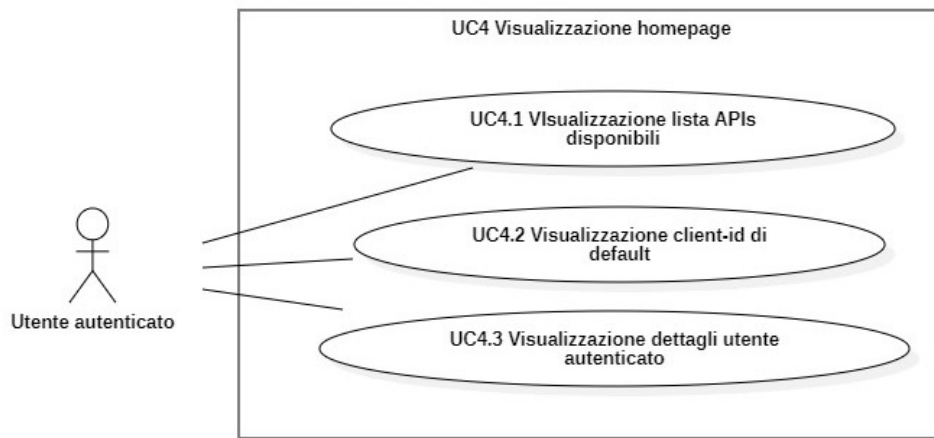 UC4 Visualizzazione homepage
UC4.1 VIsualizzazione lista APIs
disponibili
UC4.2 Visualizzazione client-id di
default
Utente autenticato
UC4.3 Visualizzazione dettagli utente
autenticato